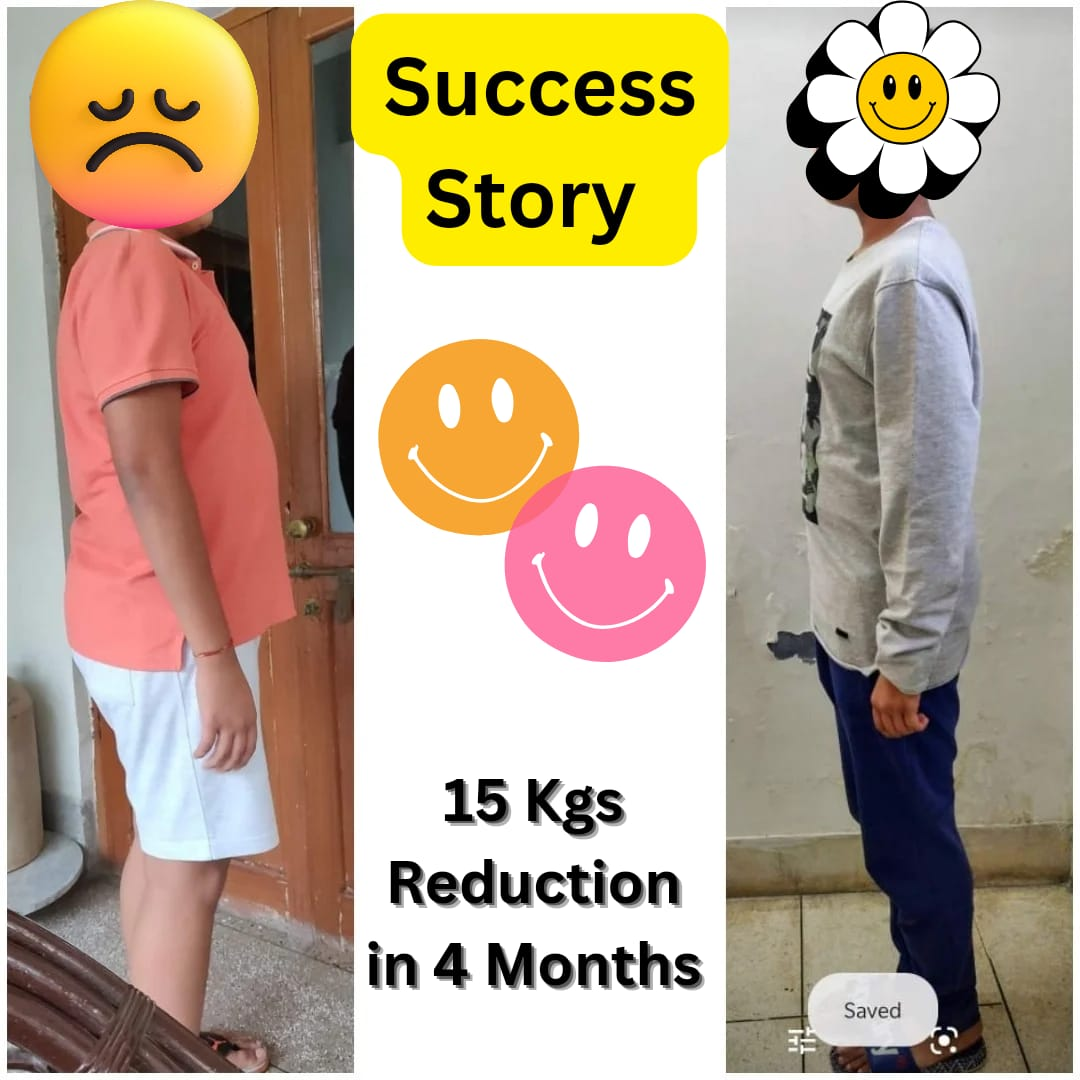 Success
Story
15 Kgs
Reduction
in 4 Months
Saved